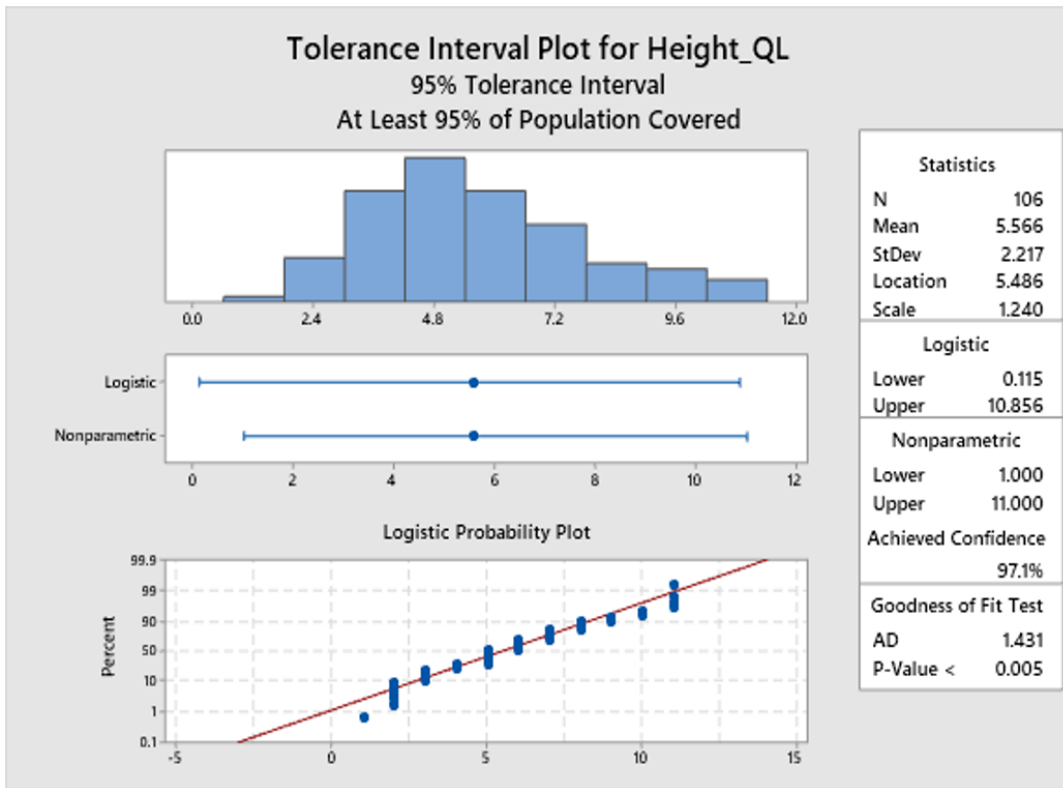 Tolerance Interval Plot for Height_QL
95% Tolerance Interval
At Least 95% of Population Covered
0.0 2.4 4.8 7.2 9.6 12.0
Logistic
Nonparametric
0 2 4 6 8 10 12
Logistic Probability Plot
Percent
99.9
99
90
50
10
1
0.1
-5 0 5 10 15
Statistics
N 106
Mean 5.566
StDev 2.217
Location 5.486
Scale 1.240
Logistic
Lower 0.115
Upper 10.856
Nonparametric
Lower 1.000
Upper 11.000
Achieved Confidence
97.1%
Goodness of Fit Test
AD 1.431
P-Value < 0.005